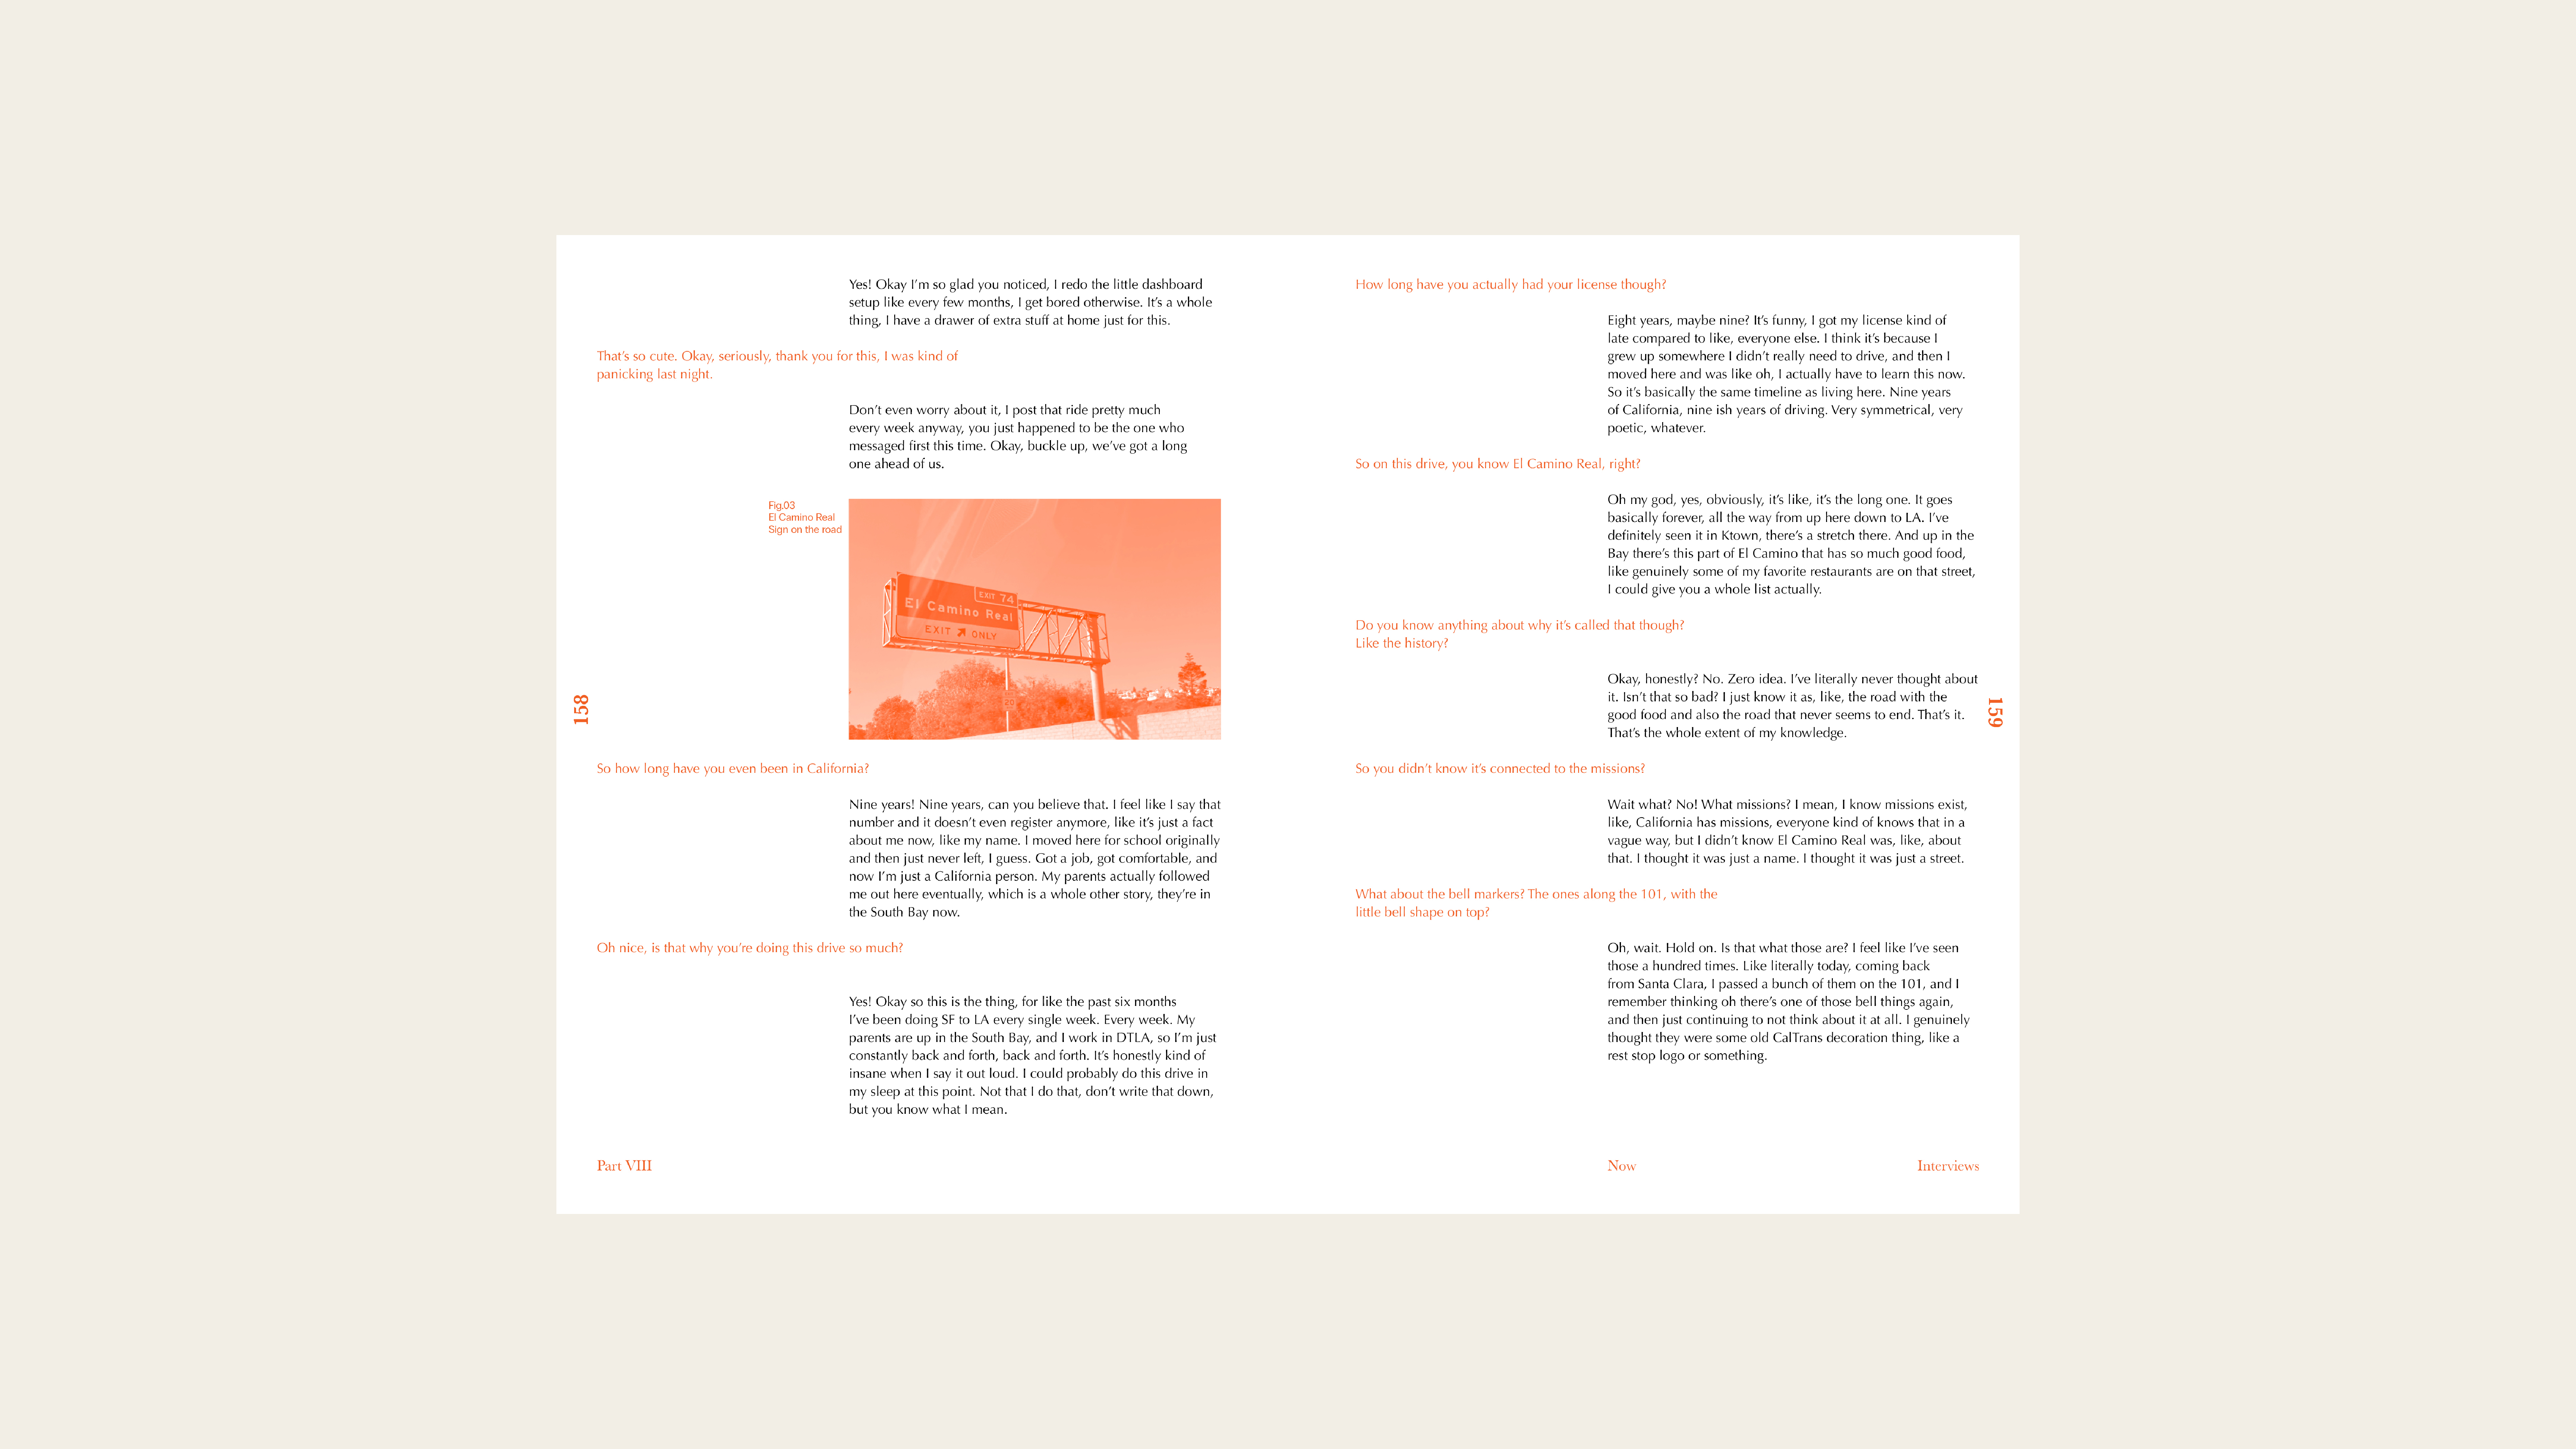 Yes! Okay I’m so glad you noticed, I redo the little dashboard
setup like every few months, I get bored otherwise. It’s a whole
thing, I have a drawer of extra stuff at home just for this.
That’s so cute. Okay, seriously, thank you for this, I was kind of
panicking last night.
Don’t even worry about it, I post that ride pretty much
every week anyway, you just happened to be the one who
messaged first this time. Okay, buckle up, we’ve got a long
one ahead of us.
Fig.03
El Camino Real
Sign on the road
EXIT 74
El Camino Real
EXIT ONLY
20
158
So how long have you even been in California?
Nine years! Nine years, can you believe that. I feel like I say that
number and it doesn’t even register anymore, like it’s just a fact
about me now, like my name. I moved here for school originally
and then just never left, I guess. Got a job, got comfortable, and
now I’m just a California person. My parents actually followed
me out here eventually, which is a whole other story, they’re in
the South Bay now.
Oh nice, is that why you’re doing this drive so much?
Yes! Okay so this is the thing, for like the past six months
I’ve been doing SF to LA every single week. Every week. My
parents are up in the South Bay, and I work in DTLA, so I’m just
constantly back and forth, back and forth. It’s honestly kind of
insane when I say it out loud. I could probably do this drive in
my sleep at this point. Not that I do that, don’t write that down,
but you know what I mean.
Part VIII
How long have you actually had your license though?
Eight years, maybe nine? It’s funny, I got my license kind of
late compared to like, everyone else. I think it’s because I
grew up somewhere I didn’t really need to drive, and then I
moved here and was like oh, I actually have to learn this now.
So it’s basically the same timeline as living here. Nine years
of California, nine ish years of driving. Very symmetrical, very
poetic, whatever.
So on this drive, you know El Camino Real, right?
Oh my god, yes, obviously, it’s like, it’s the long one. It goes
basically forever, all the way from up here down to LA. I’ve
definitely seen it in Ktown, there’s a stretch there. And up in the
Bay there’s this part of El Camino that has so much good food,
like genuinely some of my favorite restaurants are on that street,
I could give you a whole list actually.
Do you know anything about why it’s called that though?
Like the history?
Okay, honestly? No. Zero idea. I’ve literally never thought about
it. Isn’t that so bad? I just know it as, like, the road with the
good food and also the road that never seems to end. That’s it.
That’s the whole extent of my knowledge.
159
So you didn’t know it’s connected to the missions?
Wait what? No! What missions? I mean, I know missions exist,
like, California has missions, everyone kind of knows that in a
vague way, but I didn’t know El Camino Real was, like, about
that. I thought it was just a name. I thought it was just a street.
What about the bell markers? The ones along the 101, with the
little bell shape on top?
Oh, wait. Hold on. Is that what those are? I feel like I’ve seen
those a hundred times. Like literally today, coming back
from Santa Clara, I passed a bunch of them on the 101, and I
remember thinking oh there’s one of those bell things again,
and then just continuing to not think about it at all. I genuinely
thought they were some old CalTrans decoration thing, like a
rest stop logo or something.
Now
Interviews